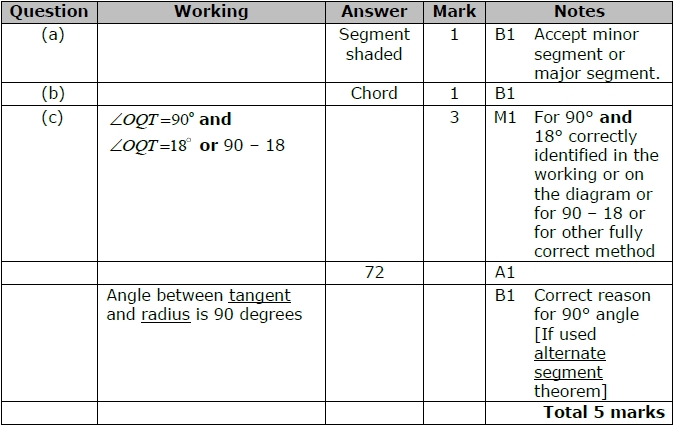 Question Working Answer Mark Notes
(a) Segment 1 B1 Accept minor
shaded segment or
major segment.
(b) Chord 1 B1
(c) ∠OQT=90° and 3 M1 For 90° and
∠OQT=18° or 90 – 18 18° correctly
identified in the
working or on
the diagram or
for 90 – 18 or
for other fully
correct method
72 A1
Angle between tangent B1 Correct reason
and radius is 90 degrees for 90° angle
[If used
alternate
segment
theorem]
Total 5 marks